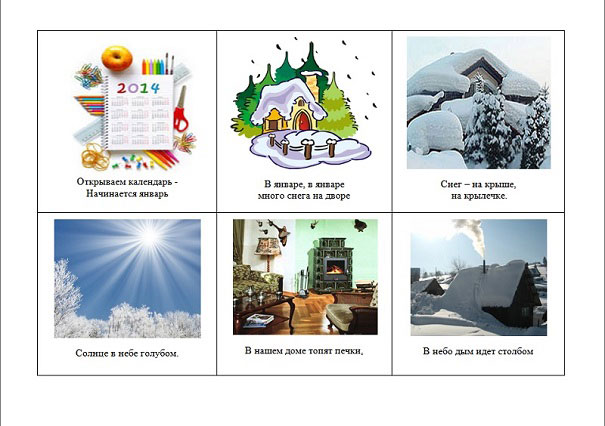 2014
Открываем календарь -
Начинается январь
В январе, в январе
много снега на дворе
Снег – на крыше,
на крылечке.
Солнце в небе голубом.
В нашем доме топят печки,
В небо дым идет столбом